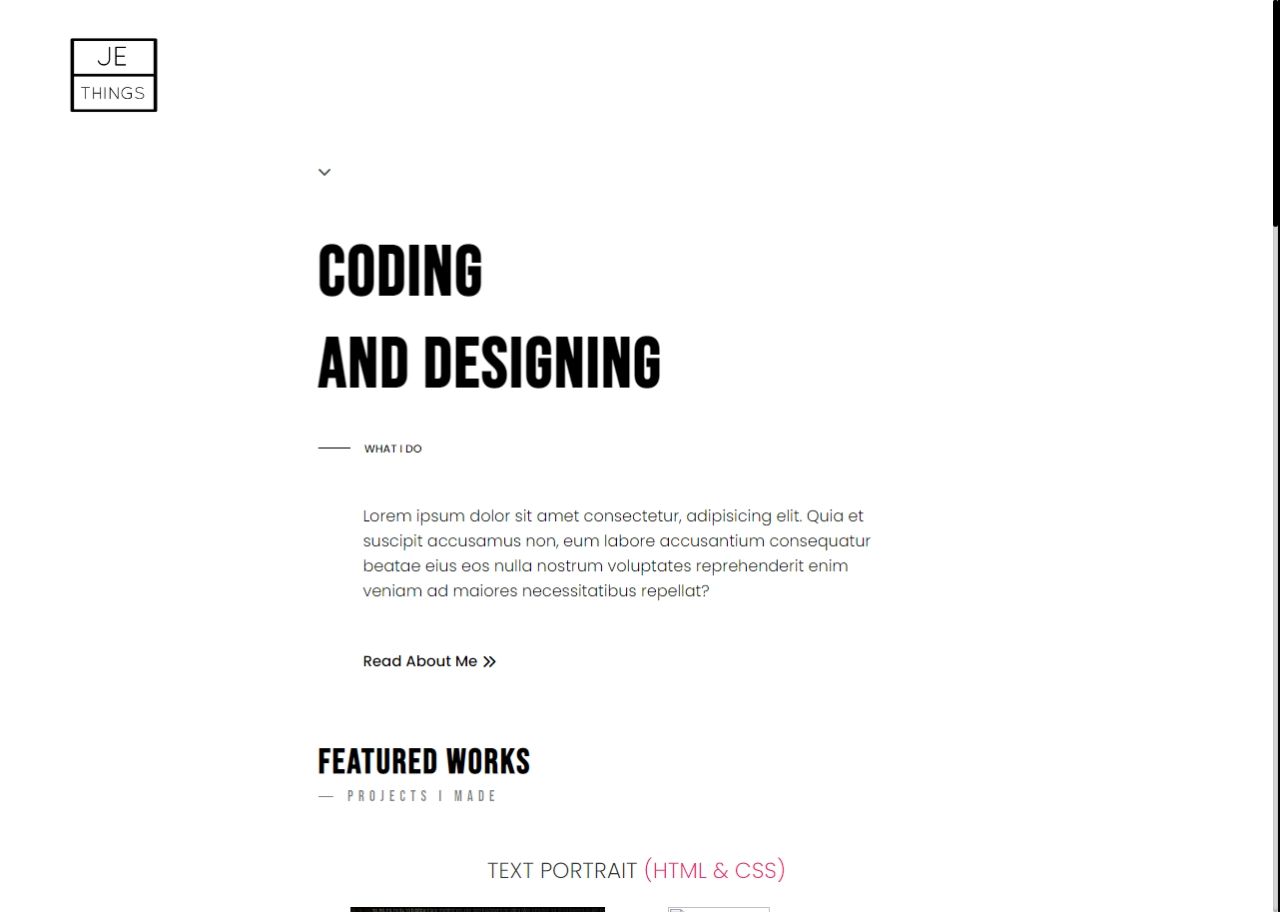 JE
THINGS
CODING
AND DESIGNING
WHAT I DO
Lorem ipsum dolor sit amet consectetur, adipisicing elit. Quia et
suscipit accusamus non, eum labore accusantium consequatur
beatae eius eos nulla nostrum voluptates reprehenderit enim
veniam ad maiores necessitatibus repellat?
Read About Me
FEATURED WORKS
— PROJECTS I MADE
TEXT PORTRAIT (HTML & CSS)